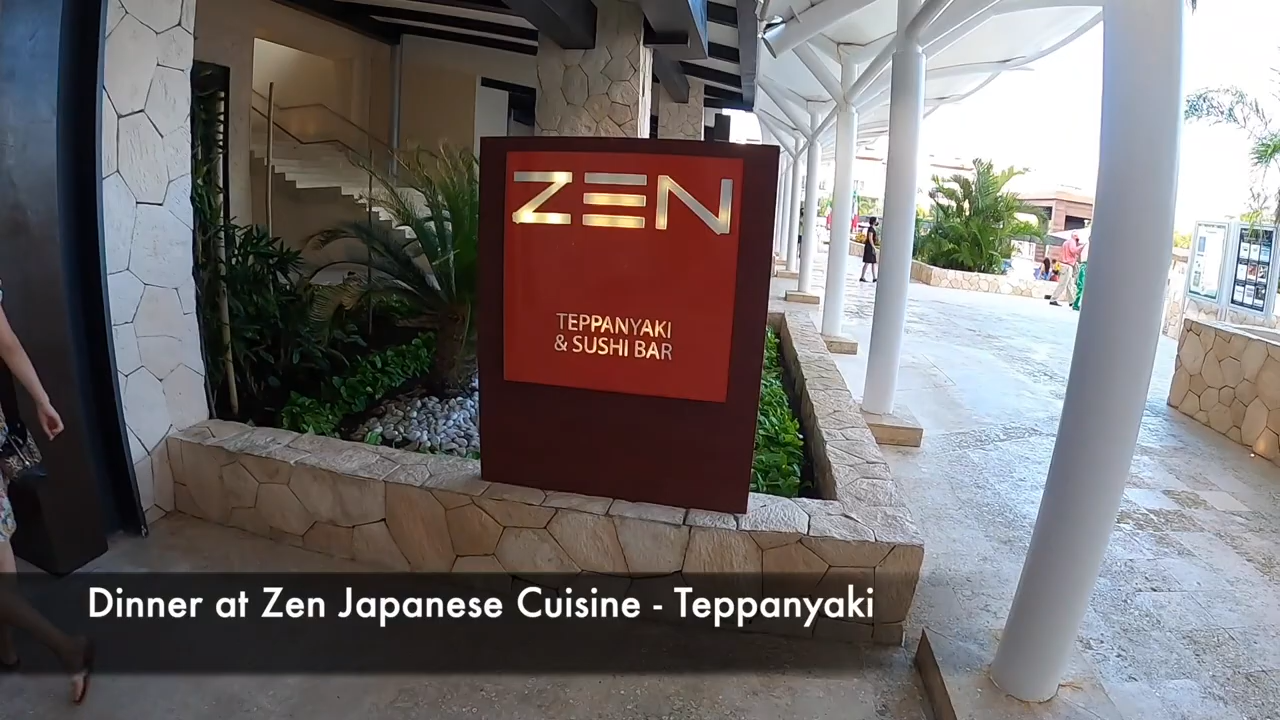 ZEN
TEPPANYAKI
& SUSHI BAR
Dinner at Zen Japanese Cuisine - Teppanyaki